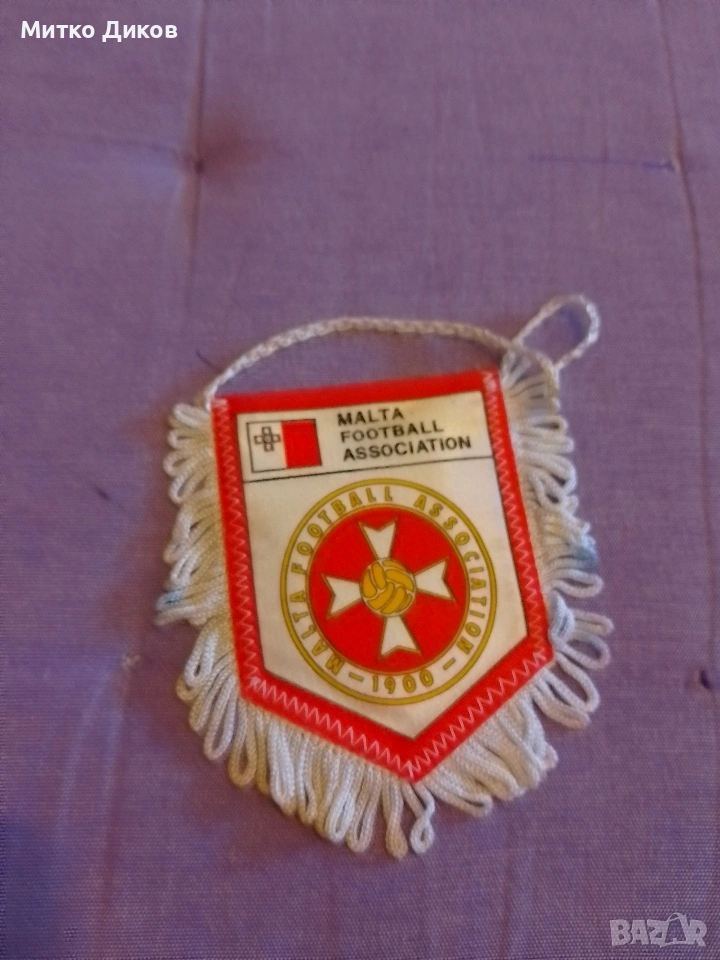 Митко Диков
MALTA
FOOTBALL
ASSOCIATION
MALTA FOOTBALL ASSOCIATION
— 1900 —
BAZAR